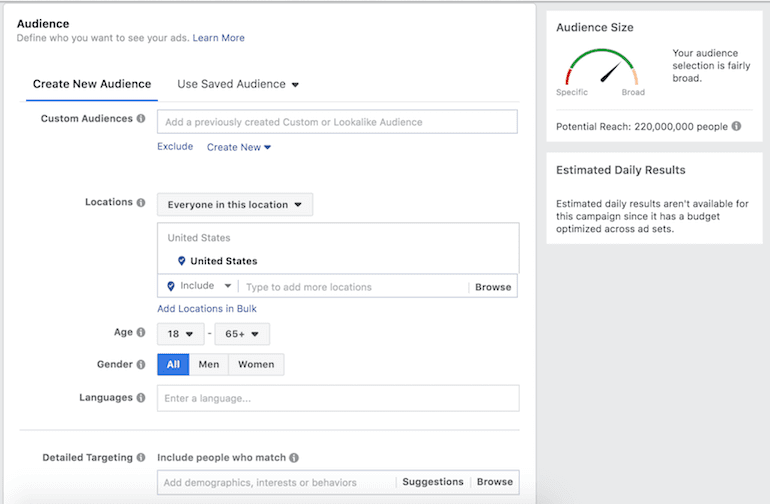 Audience
Define who you want to see your ads. Learn More
Create New Audience
Use Saved Audience
Custom Audiences
Add a previously created Custom or Lookalike Audience
Exclude
Create New
Locations
Everyone in this location
United States
United States
Include
Type to add more locations
Browse
Add Locations in Bulk
Age
18 - 65+
Gender
All
Men
Women
Languages
Enter a language...
Detailed Targeting
Include people who match
Add demographics, interests or behaviors
Suggestions
Browse
Audience Size
Specific
Broad
Your audience
selection is fairly
broad.
Potential Reach: 220,000,000 people
Estimated Daily Results
Estimated daily results aren't available for
this campaign since it has a budget
optimized across ad sets.